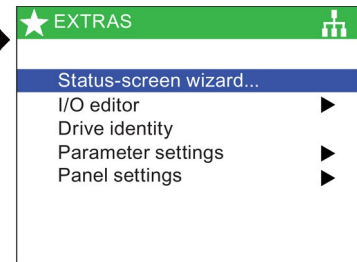 EXTRAS
Status-screen wizard...
I/O editor
Drive identity
Parameter settings
Panel settings